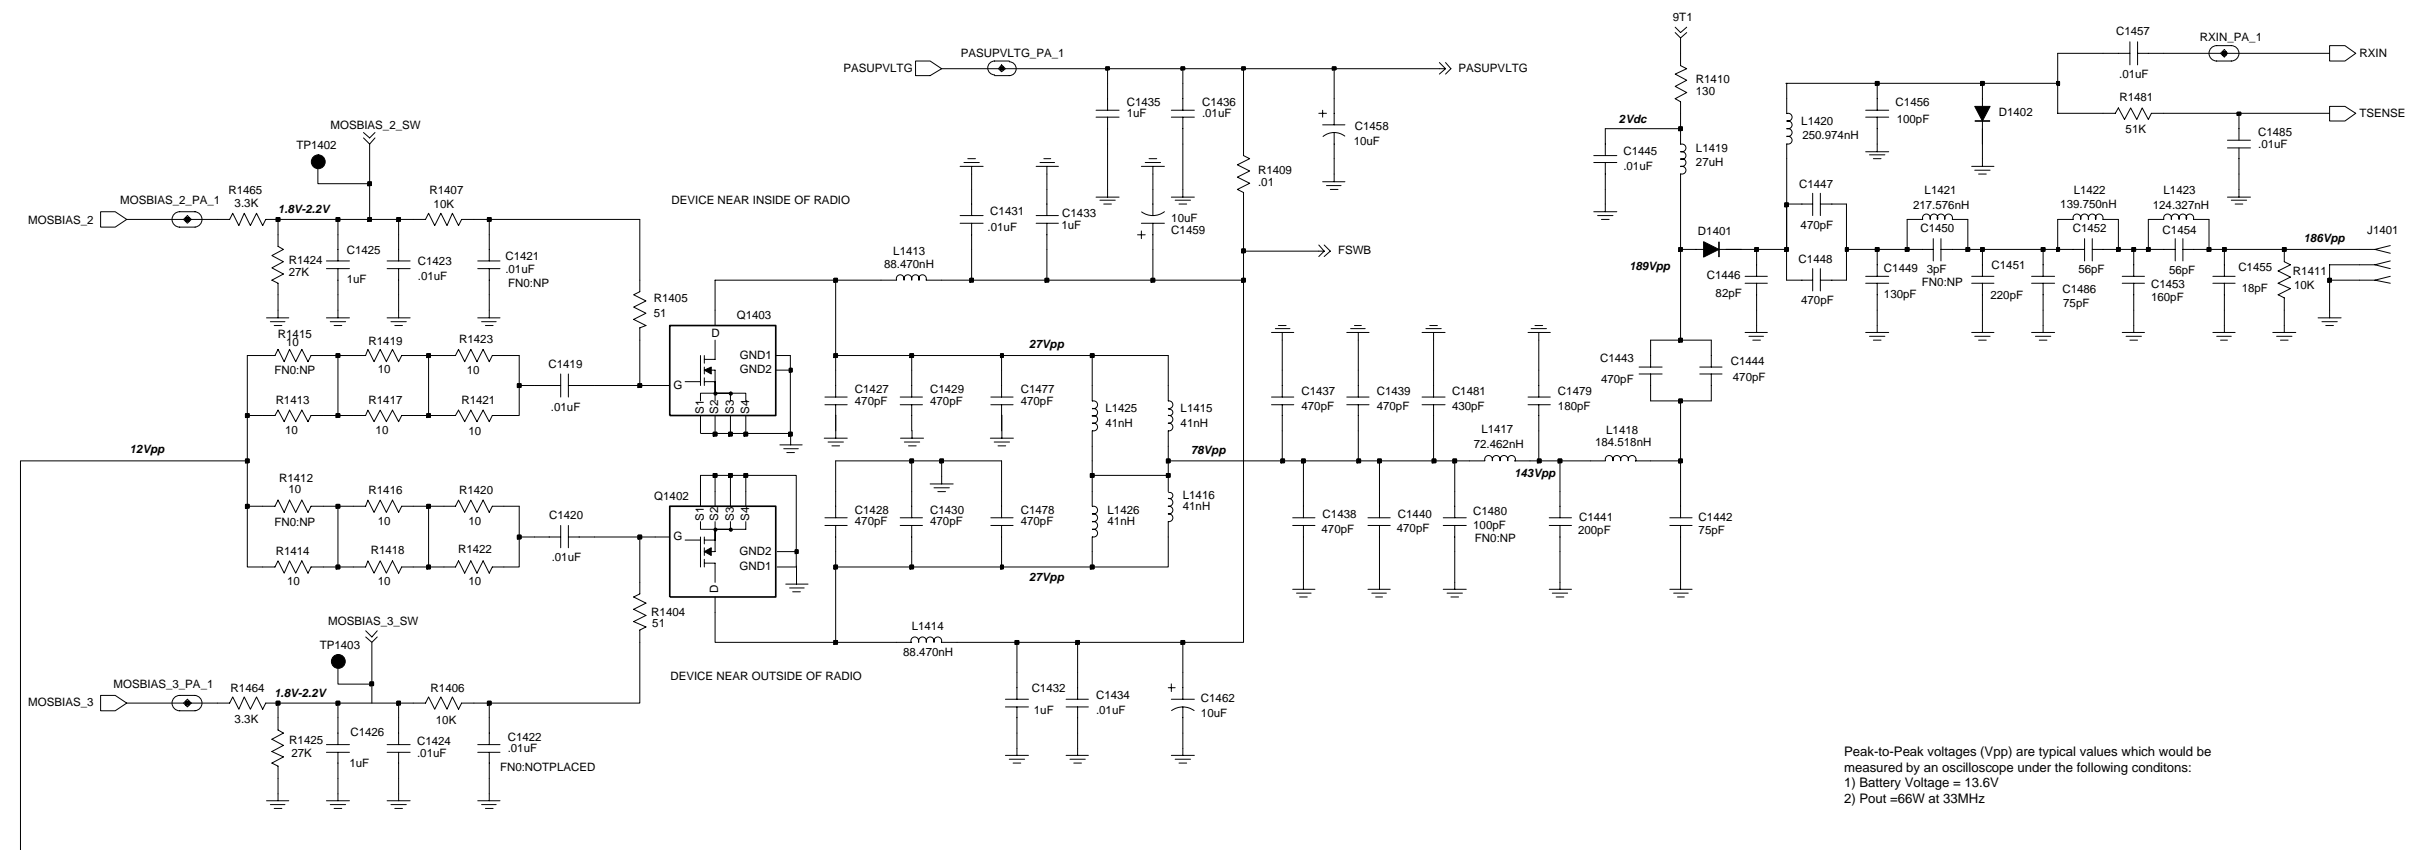 9T1
C1457
.01uF
RXIN_PA_1
RXIN
PASUPVLTG
PASUPVLTG_PA_1
PASUPVLTG
R1410
130
C1435
1uF
C1436
.01uF
C1458
10uF
+
2Vdc
C1445
.01uF
L1419
27uH
L1420
250.974nH
C1456
100pF
D1402
R1481
51K
TSENSE
C1485
.01uF
MOSBIAS_2_SW
TP1402
R1409
.01
MOSBIAS_2
MOSBIAS_2_PA_1
R1465
3.3K
1.8V-2.2V
R1407
10K
DEVICE NEAR INSIDE OF RADIO
R1424
27K
C1425
1uF
C1423
.01uF
C1421
.01uF
FN0:NP
C1431
.01uF
C1433
1uF
10uF
C1459
+
FSWB
L1413
88.470nH
D1401
189Vpp
C1446
82pF
C1447
470pF
C1448
470pF
C1449
130pF
L1421
217.576nH
C1450
3pF
FN0:NP
C1451
220pF
C1486
75pF
L1422
139.750nH
C1452
56pF
C1453
160pF
L1423
124.327nH
C1454
56pF
C1455
18pF
R1411
10K
186Vpp
J1401
R1405
51
Q1403
D
G
S1
S2
S3
S4
GND1
GND2
R1415
10
FN0:NP
R1419
10
R1423
10
R1413
10
R1417
10
R1421
10
C1419
.01uF
27Vpp
C1427
470pF
C1429
470pF
C1477
470pF
L1425
41nH
L1415
41nH
C1437
470pF
C1439
470pF
C1481
430pF
C1479
180pF
C1443
470pF
C1444
470pF
12Vpp
78Vpp
L1417
72.462nH
143Vpp
L1418
184.518nH
R1412
10
FN0:NP
R1416
10
R1420
10
R1414
10
R1418
10
R1422
10
C1420
.01uF
Q1402
S1
S2
S3
S4
G
GND2
GND1
D
C1428
470pF
C1430
470pF
C1478
470pF
L1426
41nH
L1416
41nH
27Vpp
C1438
470pF
C1440
470pF
C1480
100pF
FN0:NP
C1441
200pF
C1442
75pF
R1404
51
MOSBIAS_3_SW
TP1403
L1414
88.470nH
DEVICE NEAR OUTSIDE OF RADIO
MOSBIAS_3
MOSBIAS_3_PA_1
R1464
3.3K
1.8V-2.2V
R1406
10K
C1432
1uF
C1434
.01uF
+
C1462
10uF
R1425
27K
C1426
1uF
C1424
.01uF
C1422
.01uF
FN0:NOTPLACED
Peak-to-Peak voltages (Vpp) are typical values which would be
measured by an oscilloscope under the following conditons:
1) Battery Voltage = 13.6V
2) Pout =66W at 33MHz